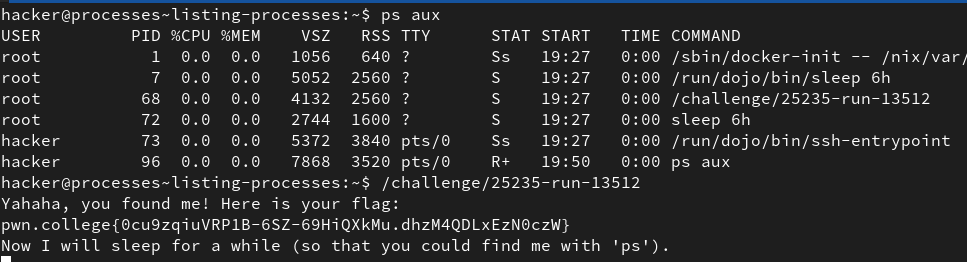 hacker@processes~listing-processes:~$ ps aux
USER         PID %CPU %MEM    VSZ   RSS TTY      STAT START   TIME COMMAND
root           1  0.0  0.0   1056   640 ?        Ss   19:27   0:00 /sbin/docker-init -- /nix/var/
root           7  0.0  0.0   5052  2560 ?        S    19:27   0:00 /run/dojo/bin/sleep 6h
root          68  0.0  0.0   4132  2560 ?        S    19:27   0:00 /challenge/25235-run-13512
root          72  0.0  0.0   2744  1600 ?        S    19:27   0:00 sleep 6h
hacker        73  0.0  0.0   5372  3840 pts/0    Ss   19:27   0:00 /run/dojo/bin/ssh-entrypoint
hacker        96  0.0  0.0   7868  3520 pts/0    R+   19:50   0:00 ps aux
hacker@processes~listing-processes:~$ /challenge/25235-run-13512
Yahaha, you found me! Here is your flag:
pwn.college{0cu9zqiuVRP1B-6SZ-69HiQXkMu.dhzM4QDLxEzN0czW}
Now I will sleep for a while (so that you could find me with 'ps').